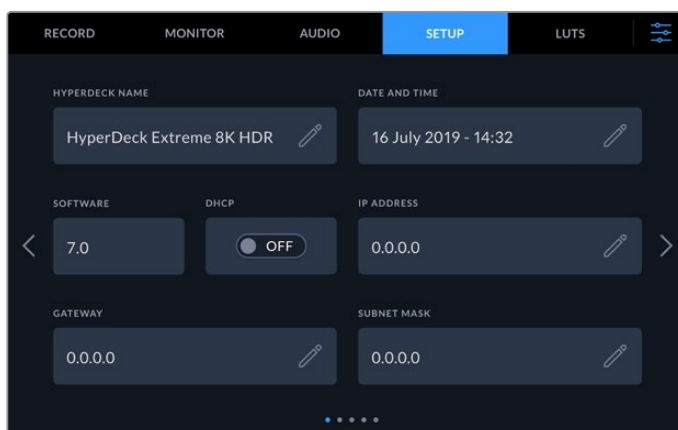 RECORD MONITOR AUDIO SETUP LUTS
HYPERDECK NAME DATE AND TIME
HyperDeck Extreme 8K HDR 16 July 2019 - 14:32
SOFTWARE DHCP IP ADDRESS
7.0 OFF 0.0.0.0
GATEWAY SUBNET MASK
0.0.0.0 0.0.0.0